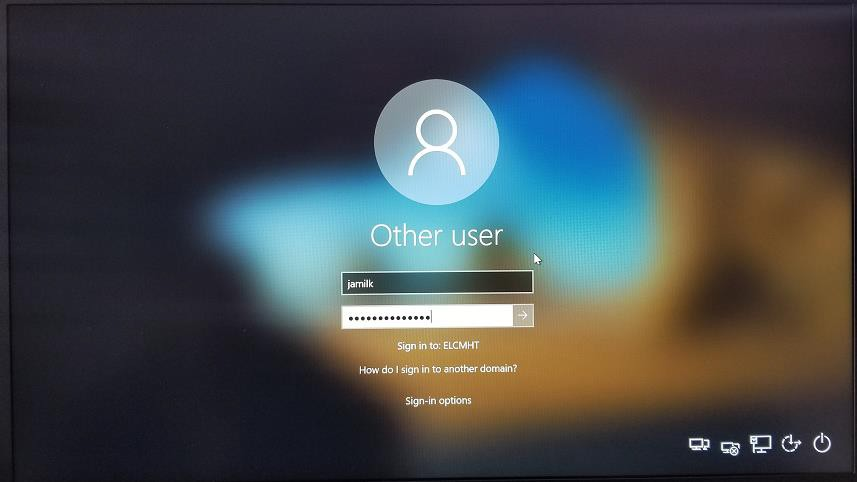 Other user
jamilk
Sign in to: ELCMHT
How do I sign in to another domain?
Sign-in options